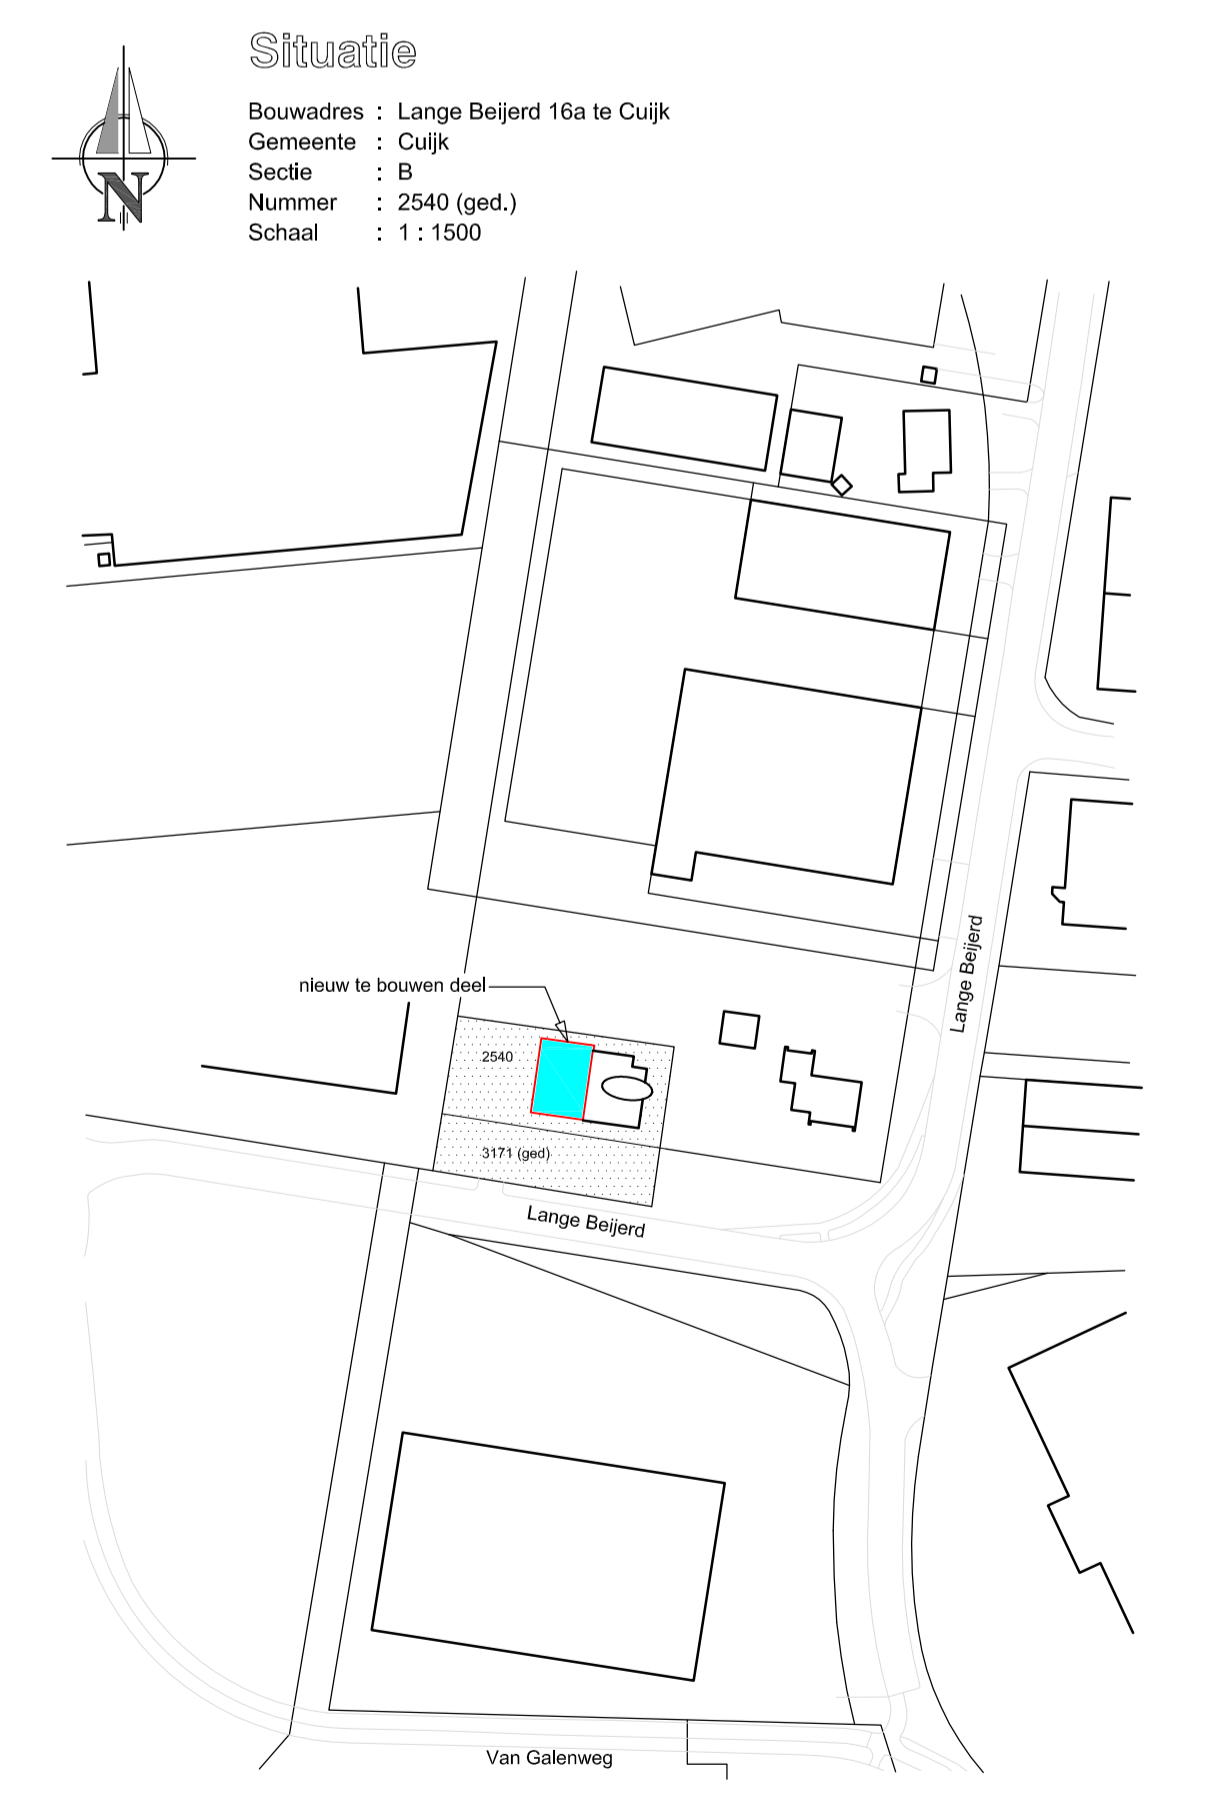 Situatie
Bouwadres : Lange Beijerd 16a te Cuijk
Gemeente : Cuijk
Sectie : B
Nummer : 2540 (ged.)
Schaal : 1 : 1500
N
Lange Beijerd
nieuw te bouwen deel
2540
3171 (ged)
Lange Beijerd
Van Galenweg